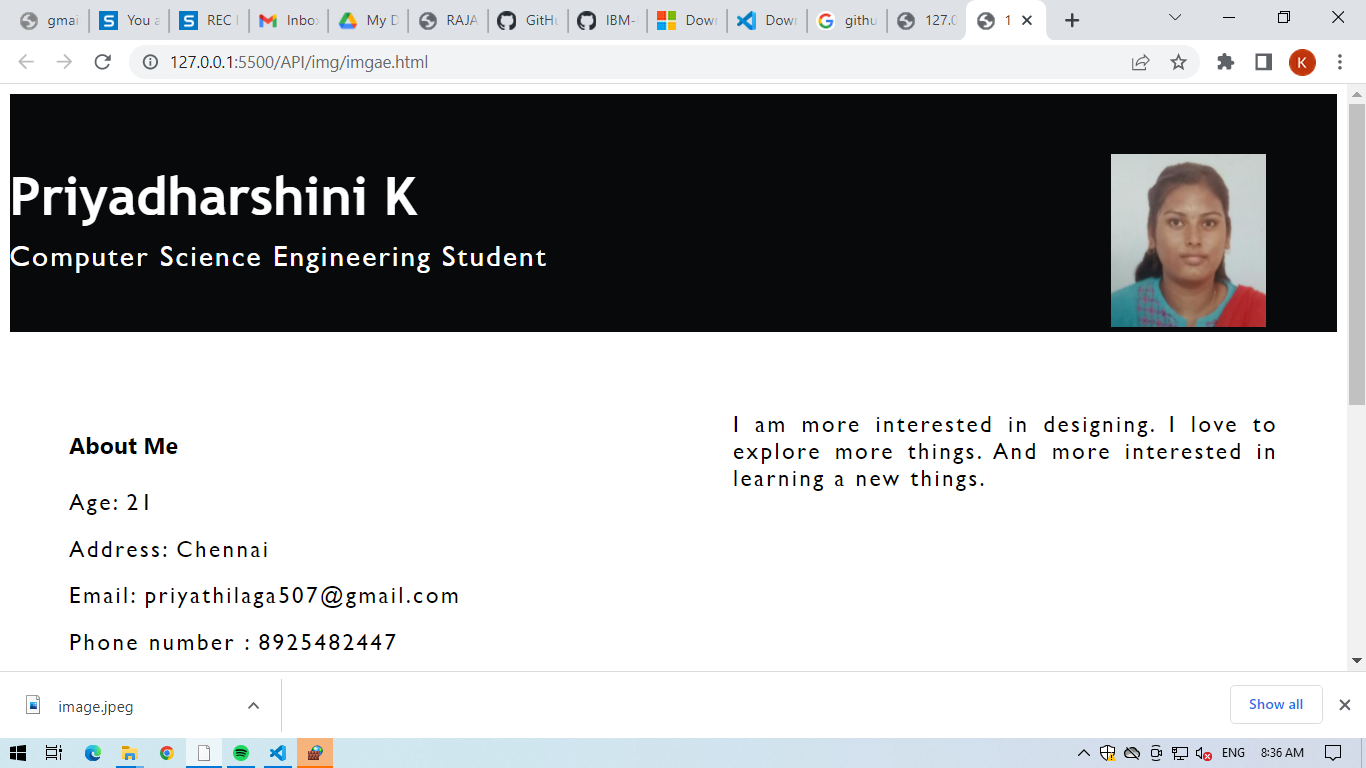 gmai
You a
REC
Inbox
My D
RAJA
GitHu
IBM-
Down
Down
githu
127.0
1
127.0.0.1:5500/API/img/imgae.html
K
Priyadharshini K
Computer Science Engineering Student
I am more interested in designing. I love to
explore more things. And more interested in
learning a new things.
About Me
Age: 21
Address: Chennai
Email: priyathilaga507@gmail.com
Phone number : 8925482447
image.jpeg
Show all
ENG
8:36 AM